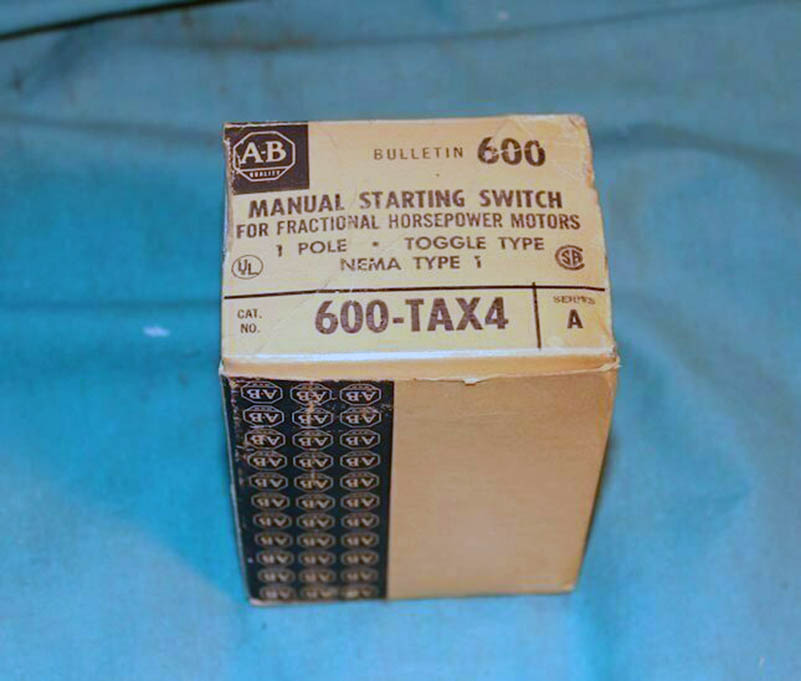 A-B
QUALITY
BULLETIN 600
MANUAL STARTING SWITCH
FOR FRACTIONAL HORSEPOWER MOTORS
1 POLE • TOGGLE TYPE
UL
NEMA TYPE 1
SA
CAT. NO.
600-TAX4
SERIES
A
A-B A-B A-B
A-B A-B A-B
A-B A-B A-B
A-B A-B A-B
A-B A-B A-B
A-B A-B A-B
A-B A-B A-B
A-B A-B A-B
A-B A-B A-B
A-B A-B A-B
A-B A-B A-B